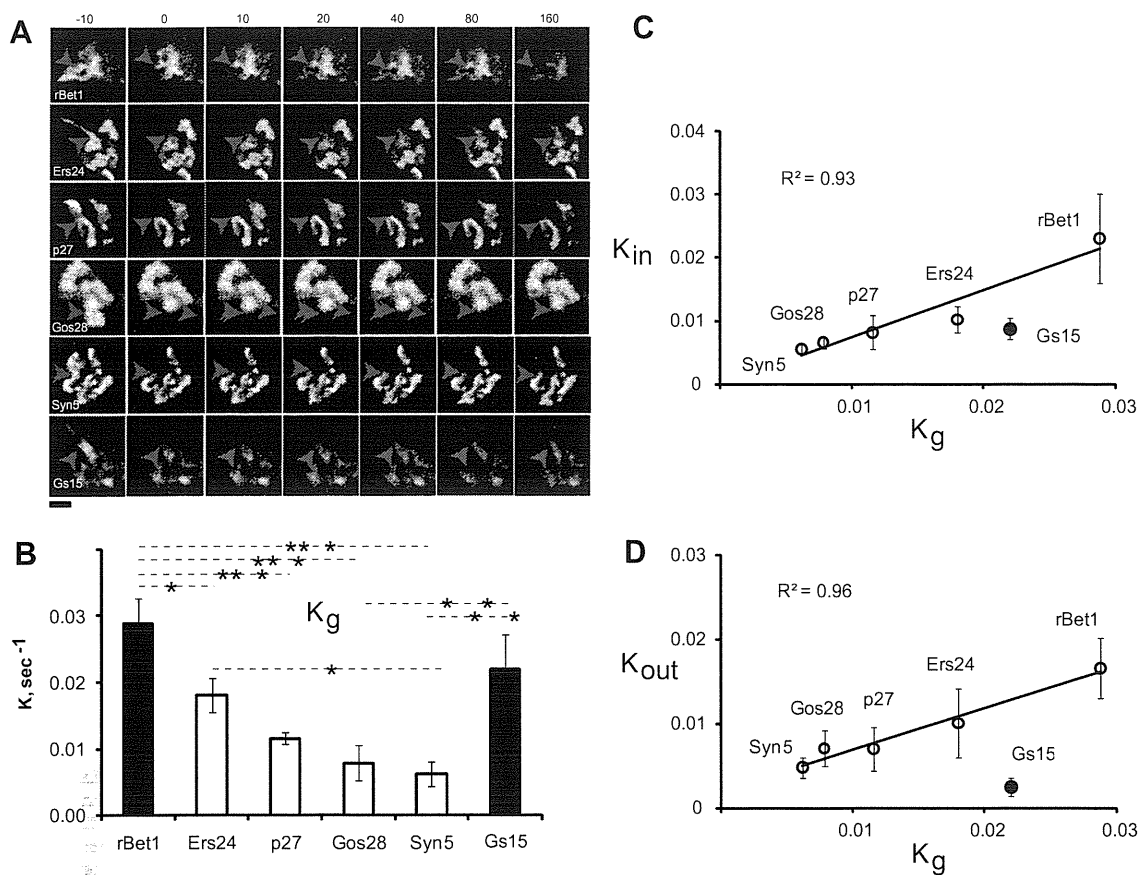 A
-10 0 10 20 40 80 160
rBet1
Ers24
p27
Gos28
Syn5
Gs15
B
** *
** *
** *
*
Kg
* *
* *
*
K, sec-1
0.03
0.02
0.01
0.00
rBet1 Ers24 p27 Gos28 Syn5 Gs15
C
0.04
0.03
0.02
0.01
0
Kin
R² = 0.93
rBet1
Ers24
p27
Gos28
Syn5
Gs15
0.01 0.02 0.03
Kg
D
0.03
0.02
0.01
0
Kout
R² = 0.96
rBet1
Ers24
p27
Gos28
Syn5
Gs15
0.01 0.02 0.03
Kg